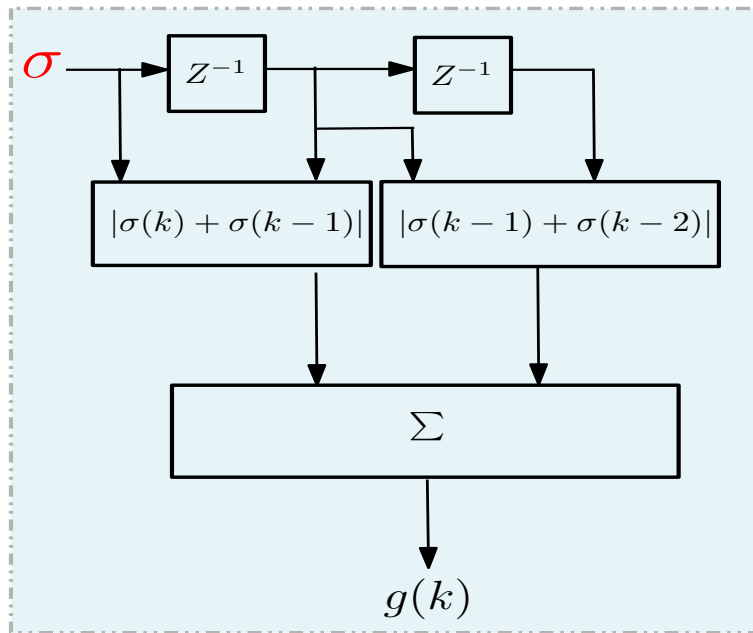 σ
Z⁻¹
Z⁻¹
|σ(k) + σ(k − 1)|
|σ(k − 1) + σ(k − 2)|
Σ
g(k)